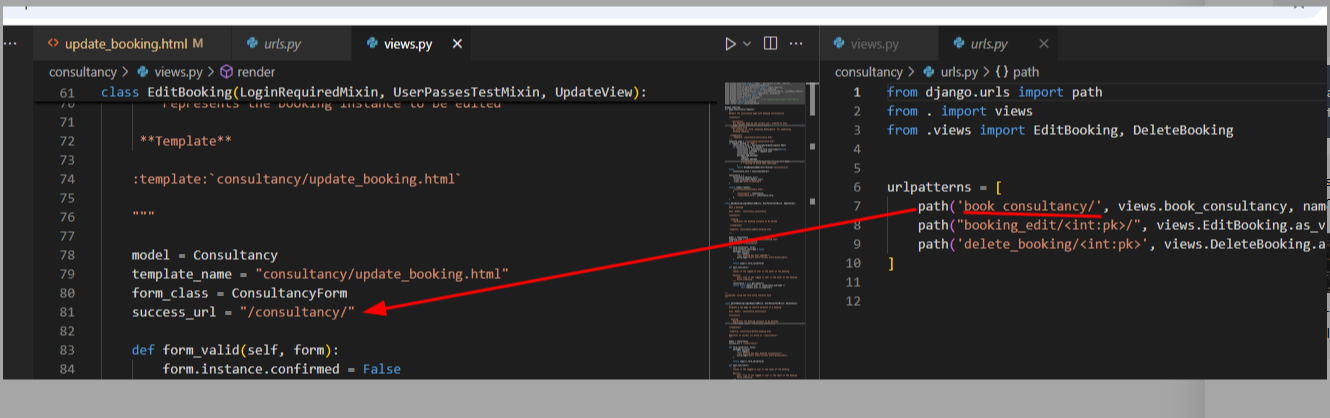 update_booking.html M
urls.py
views.py
consultancy > views.py > render
61 class EditBooking(LoginRequiredMixin, UserPassesTestMixin, UpdateView):
70 represents the booking instance to be edited
71
72 **Template**
73
74 :template:`consultancy/update_booking.html`
75
76 """
77
78 model = Consultancy
79 template_name = "consultancy/update_booking.html"
80 form_class = ConsultancyForm
81 success_url = "/consultancy/"
82
83 def form_valid(self, form):
84 form.instance.confirmed = False
views.py
urls.py
consultancy > urls.py > {} path
1 from django.urls import path
2 from . import views
3 from .views import EditBooking, DeleteBooking
4
5
6 urlpatterns = [
7 path('book_consultancy/', views.book_consultancy, nam
8 path("booking_edit/<int:pk>/", views.EditBooking.as_v
9 path('delete_booking/<int:pk>', views.DeleteBooking.a
10 ]
11
12